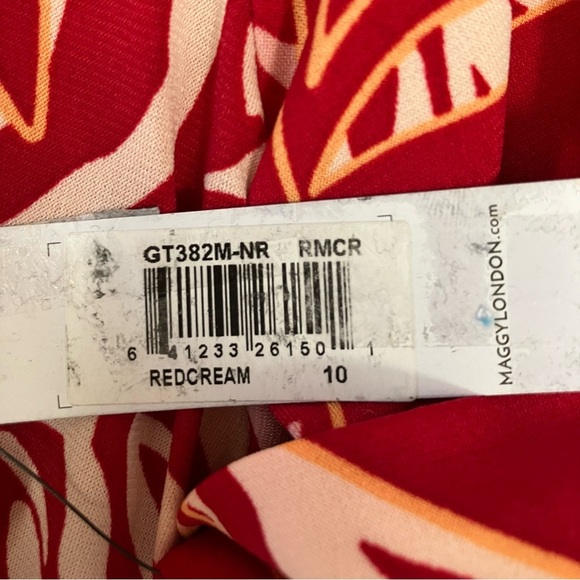 GT382M-NR RMCR
6 41233 26150 1
REDCREAM 10
MAGGYLONDON.com